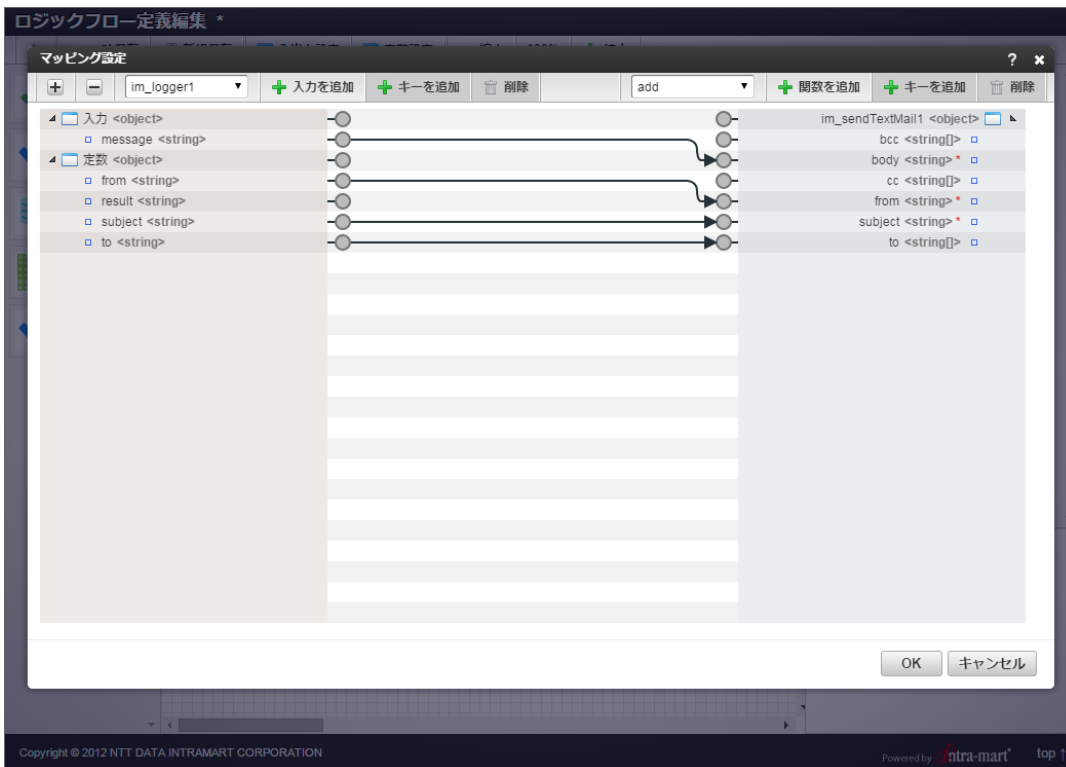 ロジックフロー定義編集 *
マッピング設定 ?
im_logger1 入力を追加 キーを追加 削除 add 関数を追加 キーを追加 削除
入力 <object> im_sendTextMail1 <object>
message <string> bcc <string[]>
定数 <object> body <string> *
from <string> cc <string[]>
result <string> from <string> *
subject <string> subject <string> *
to <string> to <string[]>
OK キャンセル
Copyright © 2012 NTT DATA INTRAMART CORPORATION Powered by intra-mart top ↑